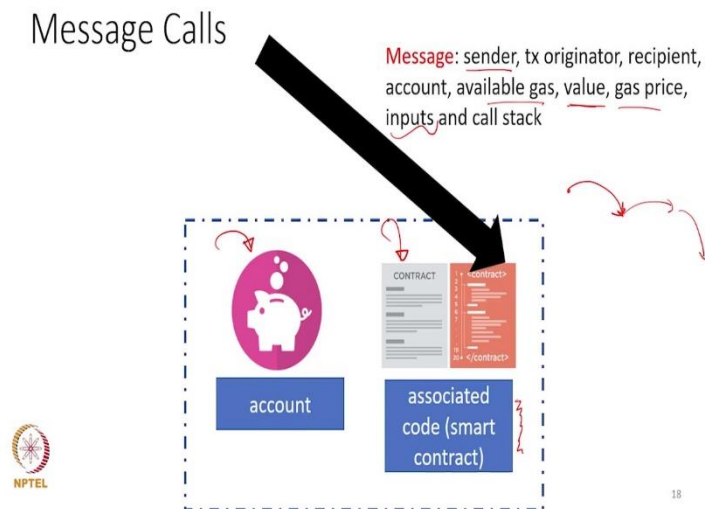 Message Calls
Message: sender, tx originator, recipient,
account, available gas, value, gas price,
inputs and call stack
CONTRACT
<contract>
</contract>
account
associated
code (smart
contract)
NPTEL
18